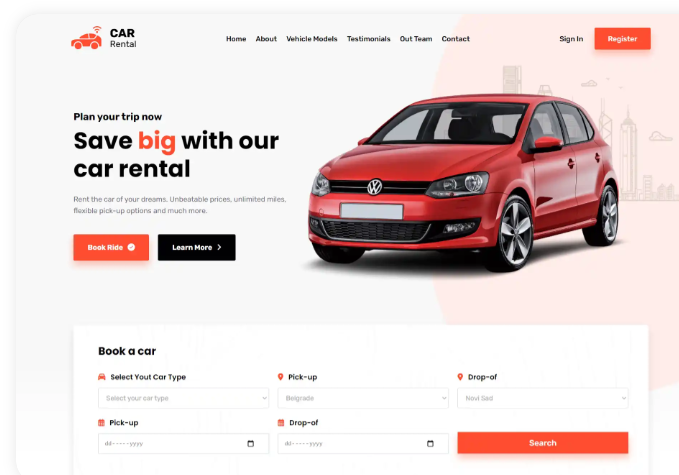 CAR
Rental
Home About Vehicle Models Testimonials Out Team Contact
Sign In Register
Plan your trip now
Save big with our
car rental
Rent the car of your dreams. Unbeatable prices, unlimited miles,
flexible pick-up options and much more.
Book Ride Learn More
Book a car
Select Yout Car Type Pick-up Drop-of
Select your car type Belgrade Novi Sad
Pick-up Drop-of
dd-----yyyy dd-----yyyy Search